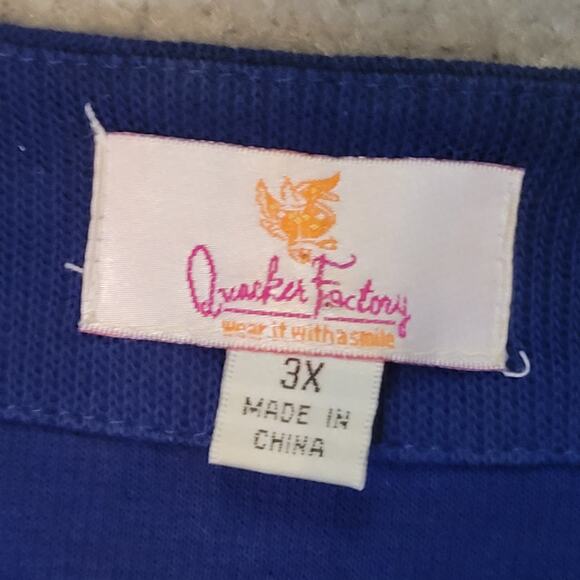 Quacker Factory
wear it with a smile
3X
MADE IN
CHINA